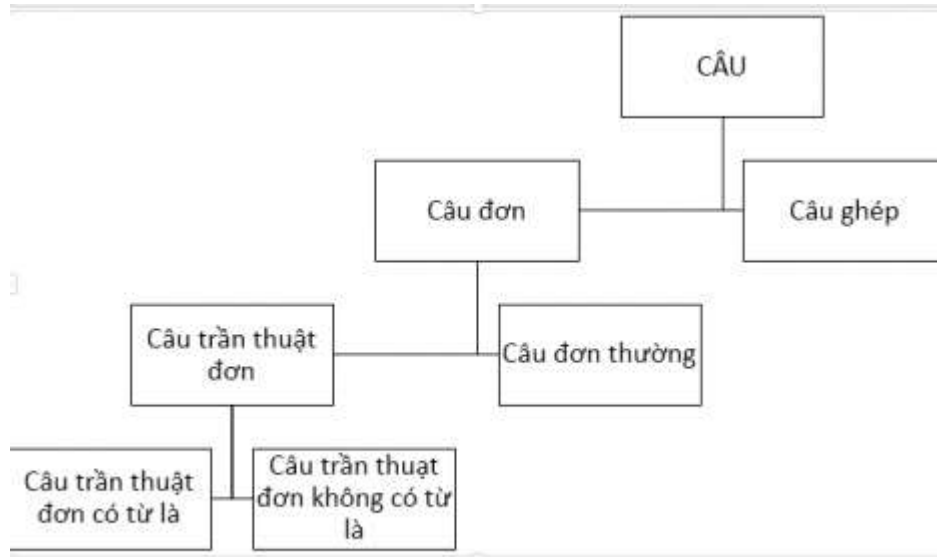 CÂU
Câu đơn
Câu ghép
Câu trần thuật
đơn
Câu đơn thường
Câu trần thuật
đơn có từ là
Câu trần thuạt
đơn không có từ
là